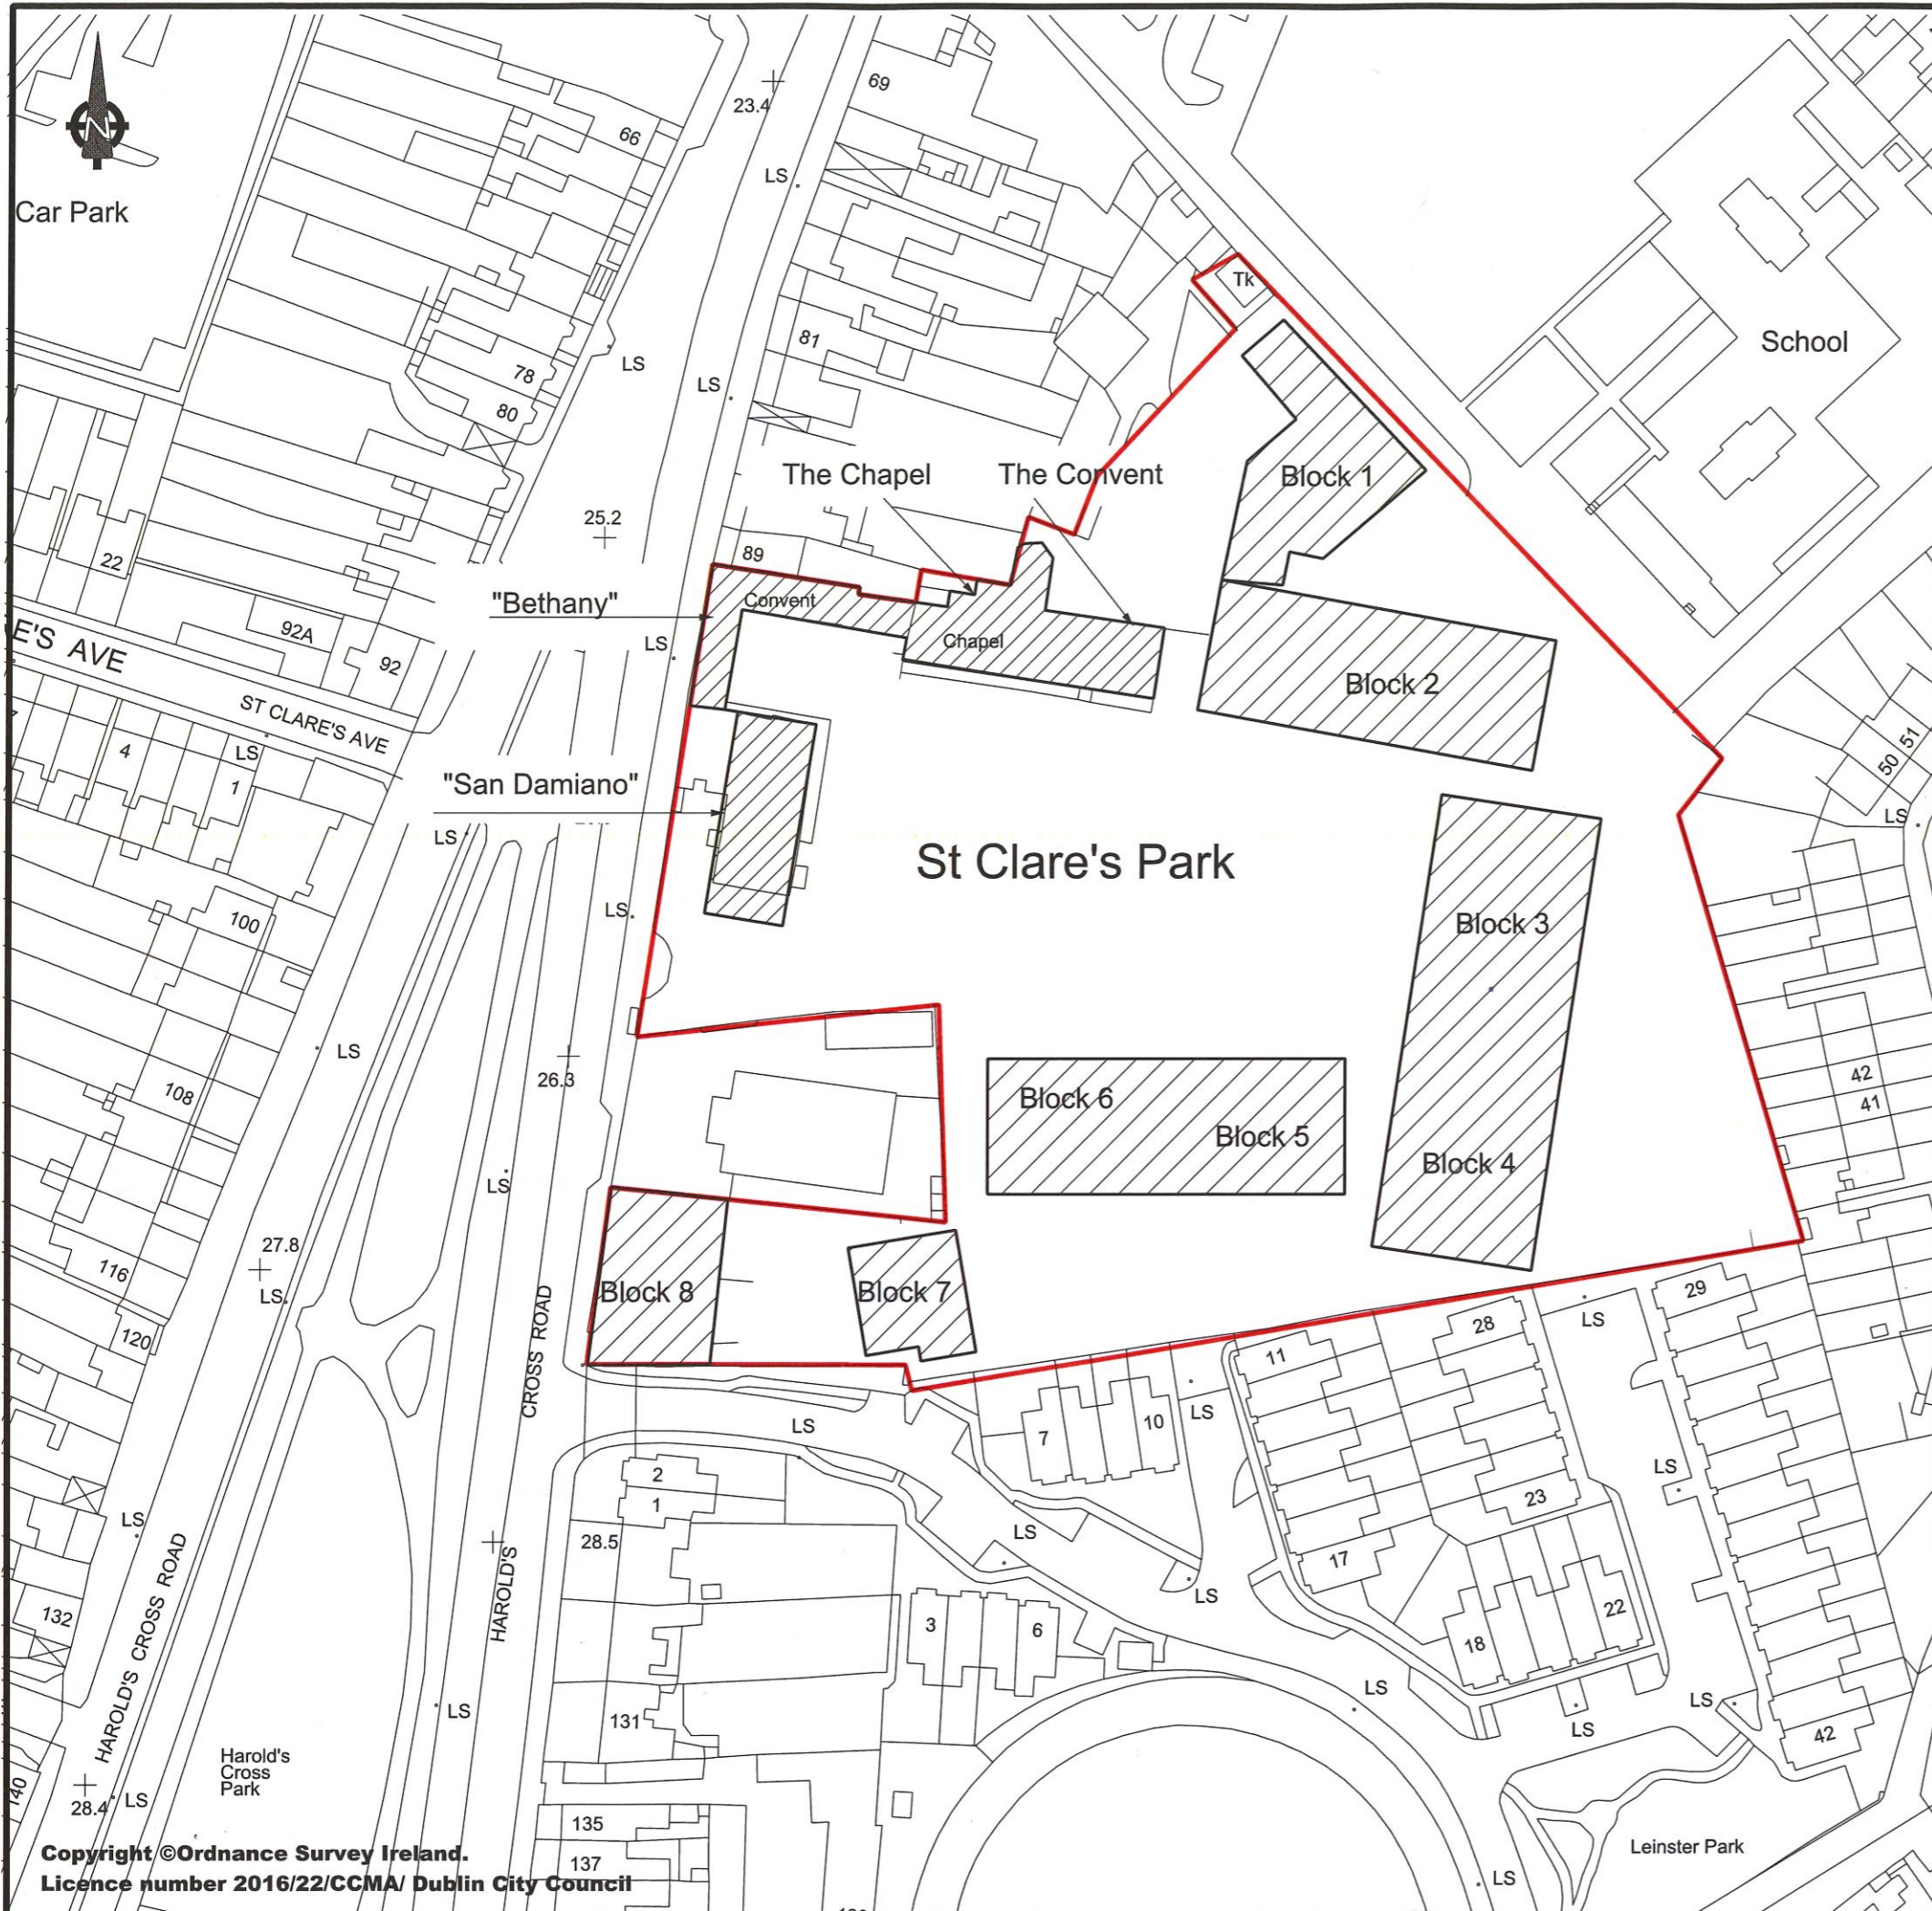 N
Car Park
66
23.4
69
LS
Tk
School
81
LS
78
LS
80
The Chapel
The Convent
Block 1
25.2
22
89
"Bethany"
Convent
92A
E'S AVE
92
LS
Chapel
Block 2
ST CLARE'S AVE
4
LS
1
"San Damiano"
51
50
LS
LS
St Clare's Park
100
LS
Block 3
LS
26.3
108
Block 6
42
41
Block 5
Block 4
LS
27.8
116
LS
Block 8
Block 7
29
120
28
LS
11
HAROLD'S CROSS ROAD
LS
7
10
LS
2
1
LS
23
LS
28.5
LS
17
HAROLD'S CROSS ROAD
132
3
6
LS
22
18
131
LS
LS
LS
LS
42
Harold's
Cross
Park
140
28.4
LS
135
137
Leinster Park
LS
Copyright ©Ordnance Survey Ireland.
Licence number 2016/22/CCMA/ Dublin City Council